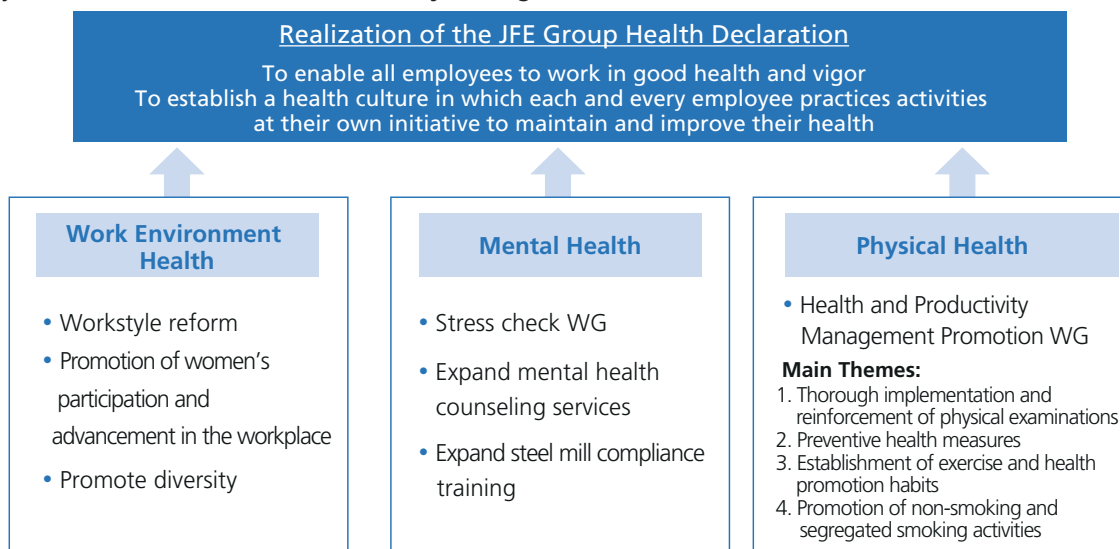 Realization of the JFE Group Health Declaration
To enable all employees to work in good health and vigor
To establish a health culture in which each and every employee practices activities
at their own initiative to maintain and improve their health
Work Environment
Health
• Workstyle reform
• Promotion of women's
participation and
advancement in the workplace
• Promote diversity
Mental Health
• Stress check WG
• Expand mental health
counseling services
• Expand steel mill compliance
training
Physical Health
• Health and Productivity
Management Promotion WG
Main Themes:
1. Thorough implementation and
reinforcement of physical examinations
2. Preventive health measures
3. Establishment of exercise and health
promotion habits
4. Promotion of non-smoking and
segregated smoking activities